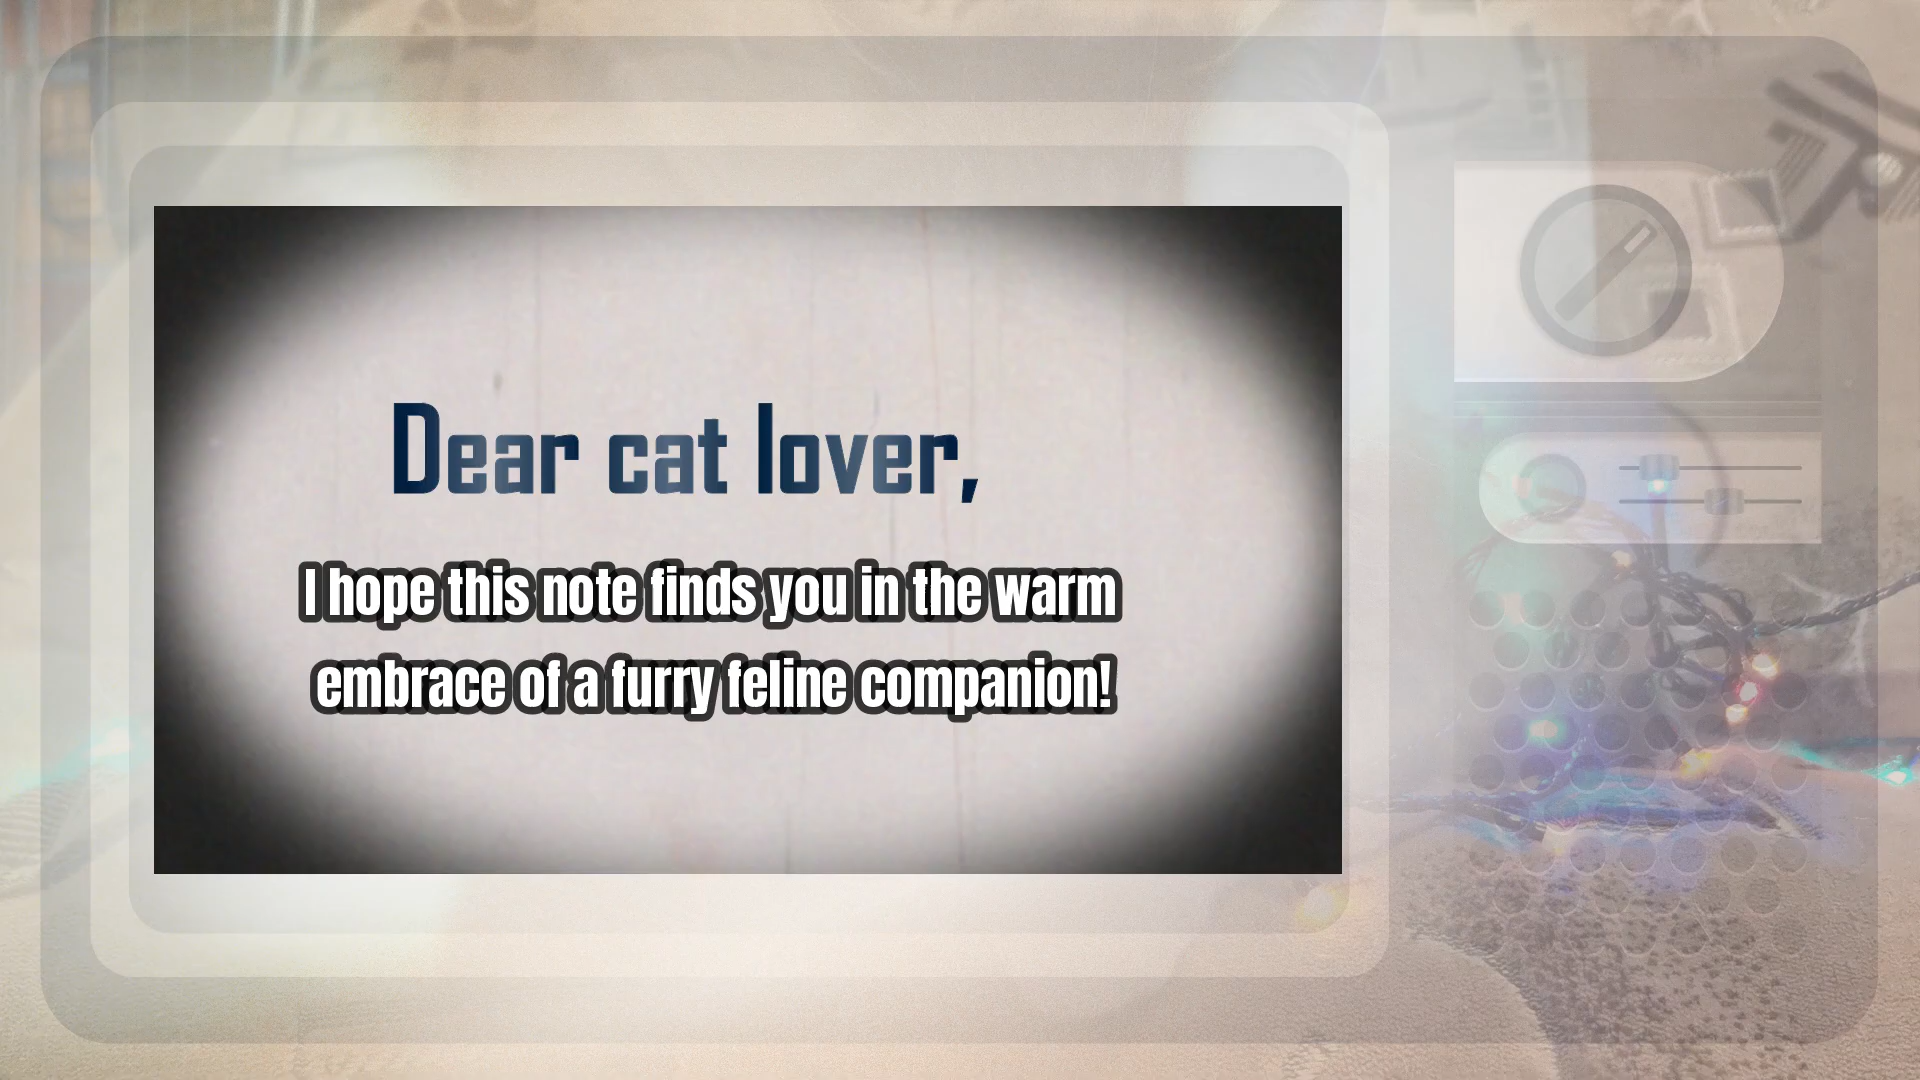 Dear cat lover,
I hope this note finds you in the warm
embrace of a furry feline companion!